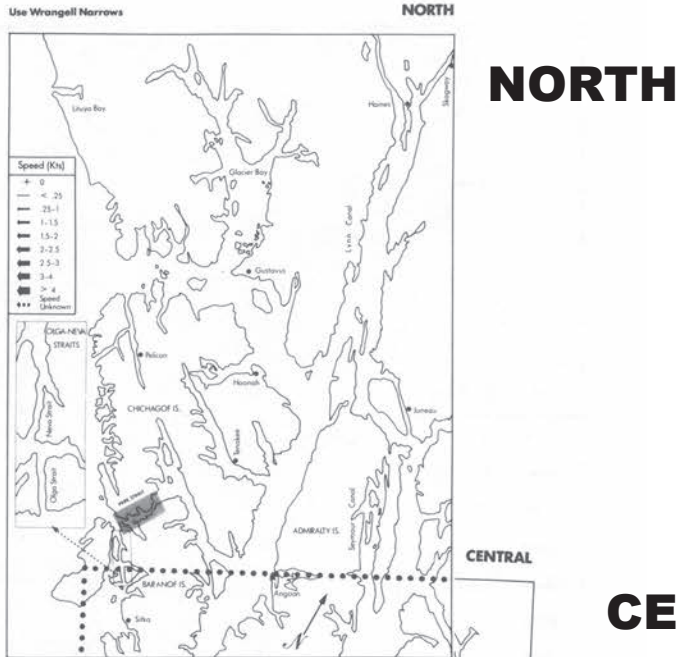 Use Wrangell Narrows
NORTH
NORTH
Skagway
Haines
Lituya Bay
Glacier Bay
Speed (Kts)
+ 0
< .25
.25-1
1-1.5
1.5-2
2-2.5
2.5-3
3-4
> 4
Speed
Unknown
Lynn Canal
Gustavus
OLGA-NEVA
STRAITS
Pelican
Hoonah
CHICHAGOF IS.
Juneau
Neva Strait
Tenakee
Olga Strait
Seymour Canal
ADMIRALTY IS.
CENTRAL
BARANOF IS.
Angoon
Sitka
CE